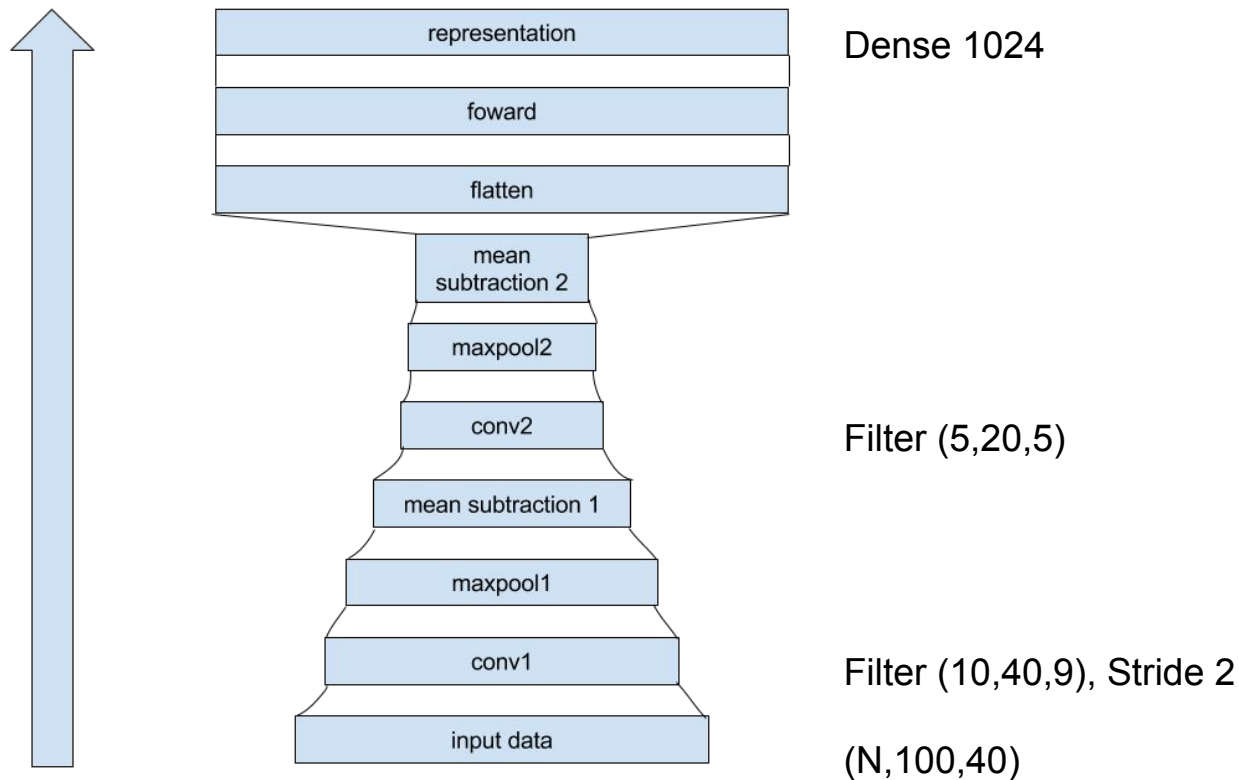 representation
Dense 1024
foward
flatten
mean
subtraction 2
maxpool2
conv2
Filter (5,20,5)
mean subtraction 1
maxpool1
conv1
Filter (10,40,9), Stride 2
input data
(N,100,40)